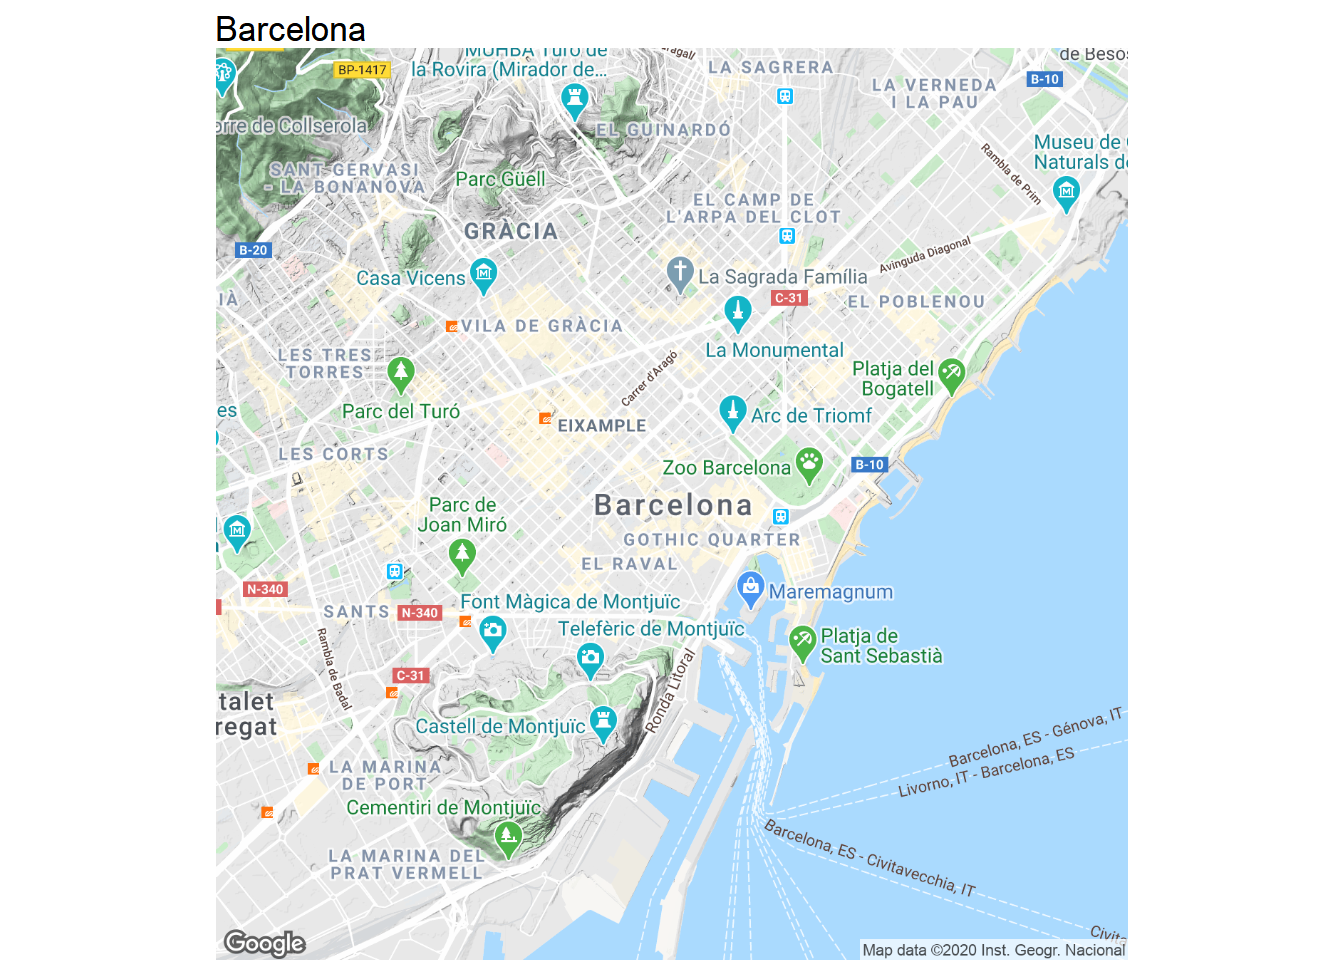 Barcelona
MUHBA Turó de
la Rovira (Mirador de...
BP-1417
LA SAGRERA
de Besos
B-10
LA VERNEDA
I LA PAU
orre de Collserola
EL GUINARDÓ
Museu de
Naturals de
Rambla de Prim
SANT GERVASI
- LA BONANOVA
Parc Güell
EL CAMP DE
L'ARPA DEL CLOT
GRÀCIA
B-20
Avinguda Diagonal
Casa Vicens
La Sagrada Família
C-31
EL POBLENOU
IÀ
VILA DE GRÀCIA
La Monumental
LES TRES
TORRES
Carrer d'Aragó
Platja del
Bogatell
Parc del Turó
es
Arc de Triomf
EIXAMPLE
LES CORTS
Zoo Barcelona
B-10
Parc de
Joan Miró
Barcelona
GOTHIC QUARTER
EL RAVAL
N-340
Maremagnum
SANTS
N-340
Font Màgica de Montjuïc
Telefèric de Montjuïc
Platja de
Sant Sebastià
Rambla de Badal
C-31
Ronda Litoral
talet
regat
Castell de Montjuïc
Barcelona, ES - Génova, IT
Livorno, IT - Barcelona, ES
LA MARINA
DE PORT
Cementiri de Montjuïc
Barcelona, ES - Civitavecchia, IT
LA MARINA DEL
PRAT VERMELL
Civita
Google
Map data ©2020 Inst. Geogr. Nacional